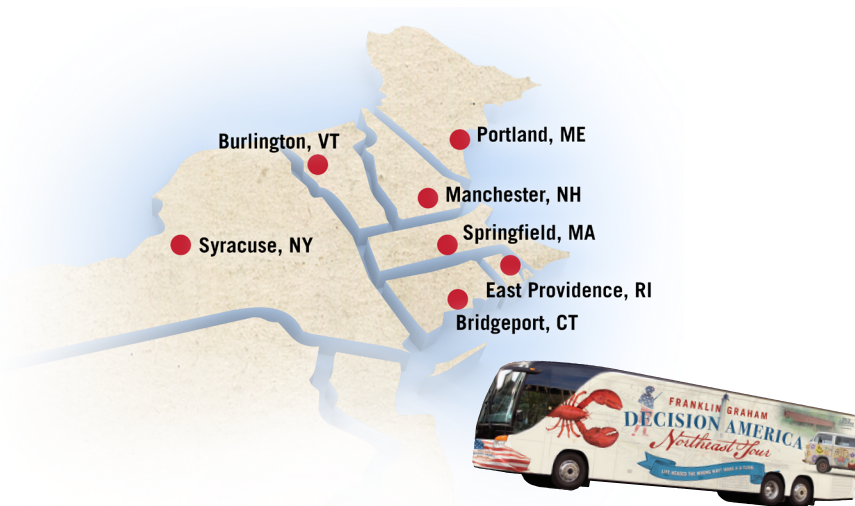 Burlington, VT
Portland, ME
Manchester, NH
Springfield, MA
Syracuse, NY
East Providence, RI
Bridgeport, CT
FRANKLIN GRAHAM
DECISION AMERICA
Northeast Tour